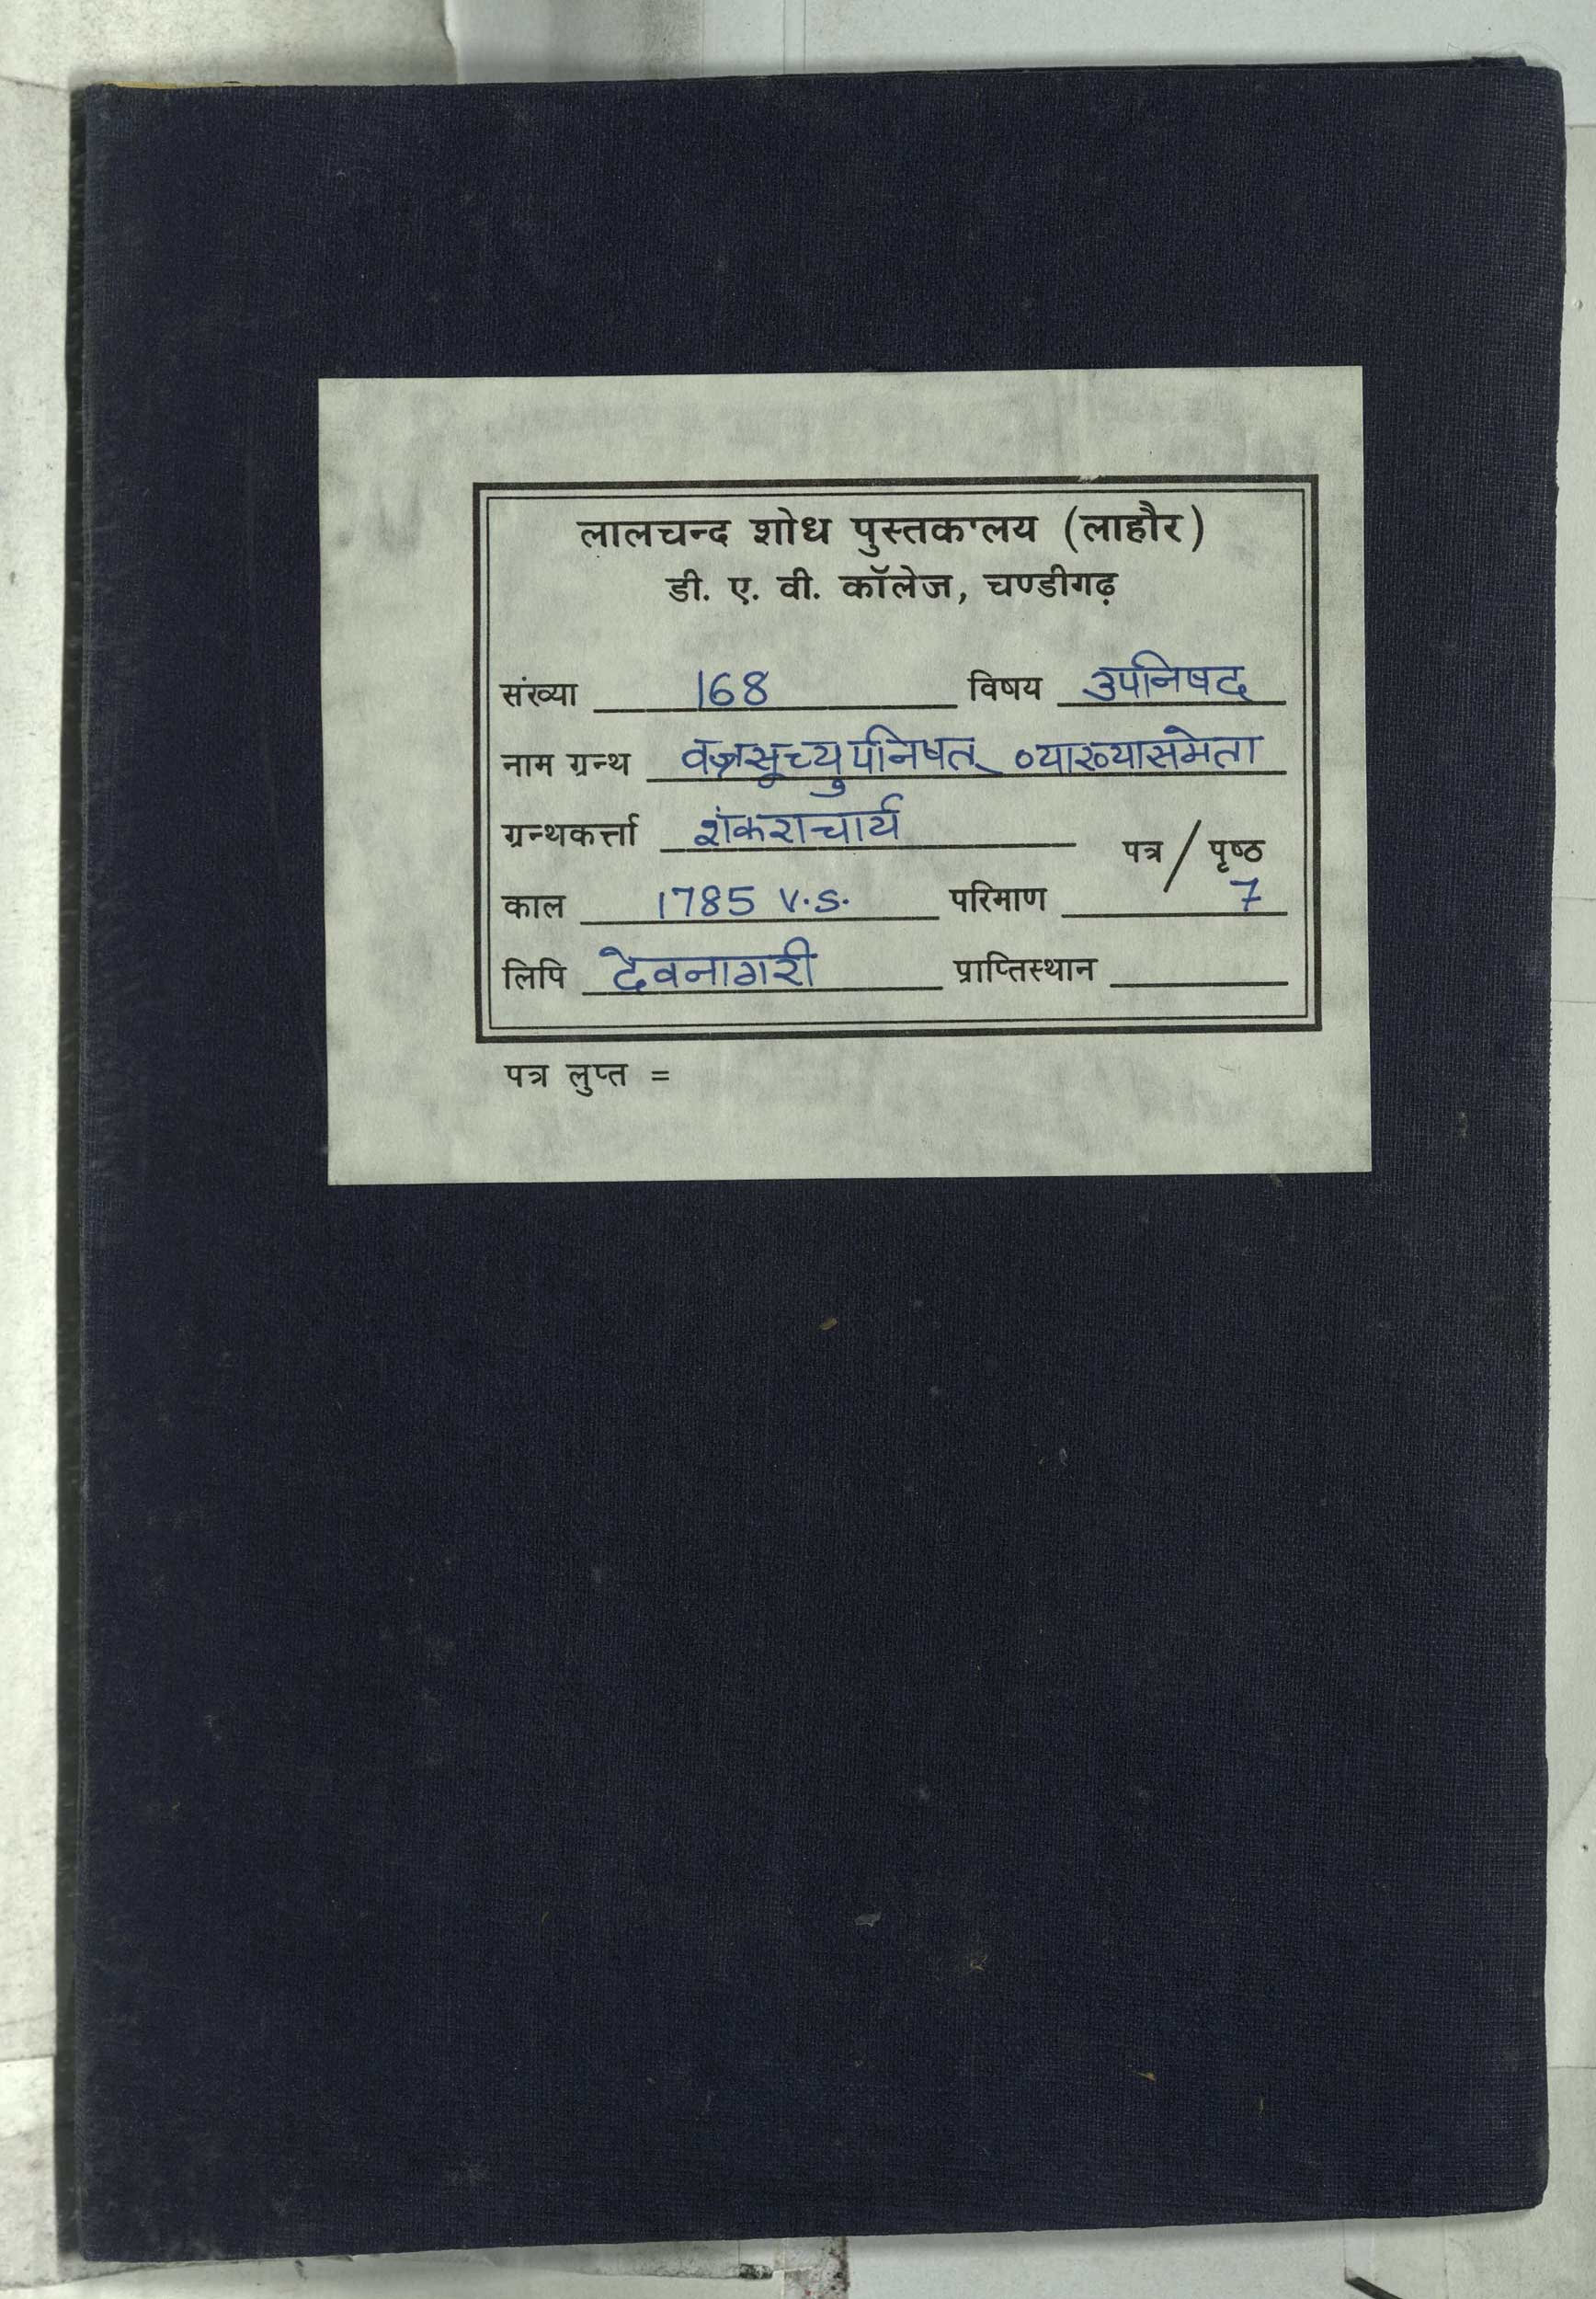 लालचन्द शोध पुस्तकालय (लाहौर)
डी. ए. वी. कॉलेज, चण्डीगढ़
संख्या 168 विषय उपनिषद
नाम ग्रन्थ वज्रसूच्युपनिषत् व्याख्यासमेता
ग्रन्थकर्त्ता शंकराचार्य पत्र / पृष्ठ
काल 1785 V.S. परिमाण 7
लिपि देवनागरी प्राप्तिस्थान
पत्र लुप्त =